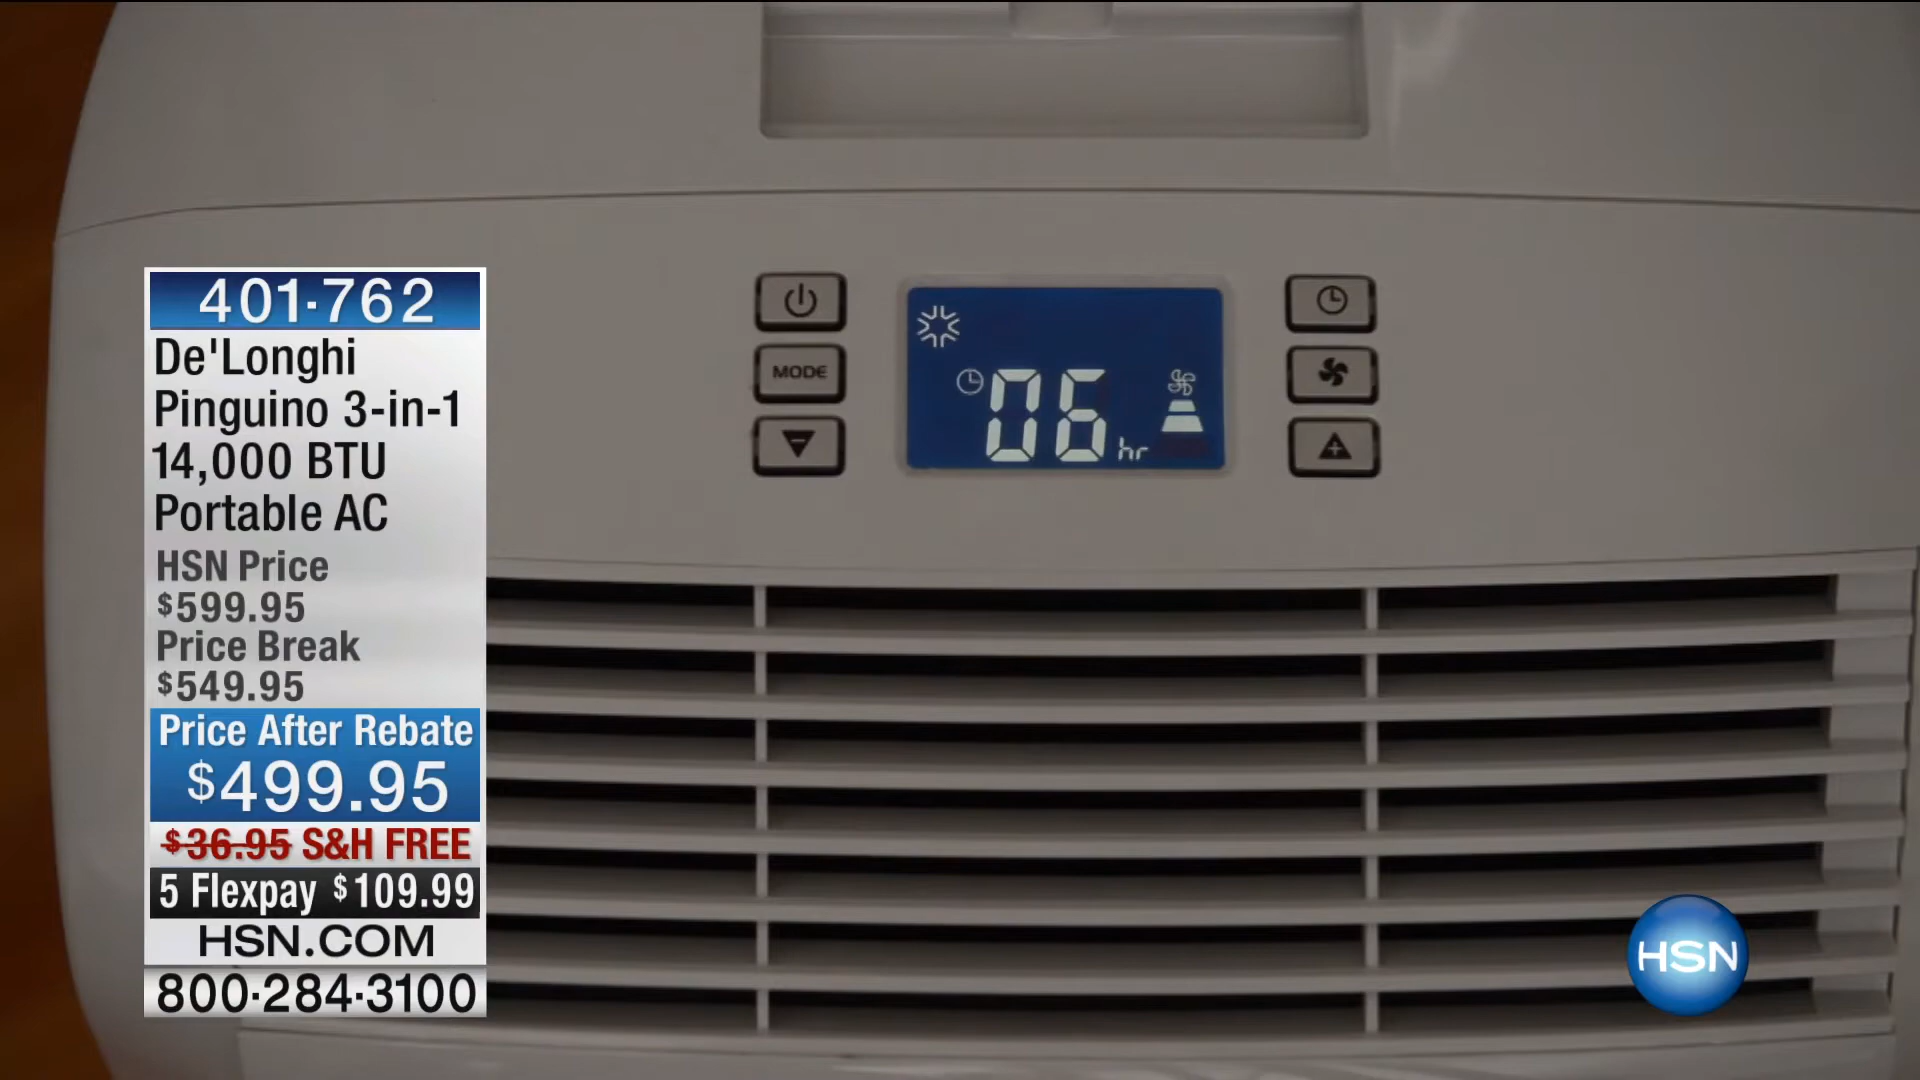 401·762
De'Longhi
Pinguino 3-in-1
14,000 BTU
Portable AC
HSN Price
$599.95
Price Break
$549.95
Price After Rebate
$499.95
$36.95 S&H FREE
5 Flexpay $109.99
HSN.COM
800·284·3100
MODE
06 hr
HSN